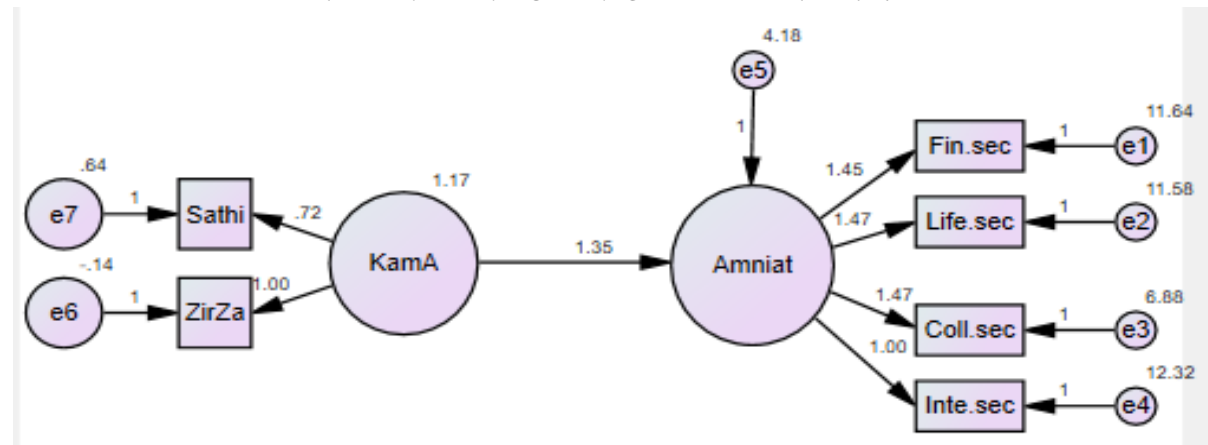 4.18
e5
1
11.64
Fin.sec
1
e1
1.45
.64
1.17
11.58
e7
1
Sathi
.72
KamA
1.35
Amniat
1.47
Life.sec
1
e2
-.14
e6
1
ZirZa
1.00
1.47
6.88
Coll.sec
1
e3
1.00
12.32
Inte.sec
1
e4